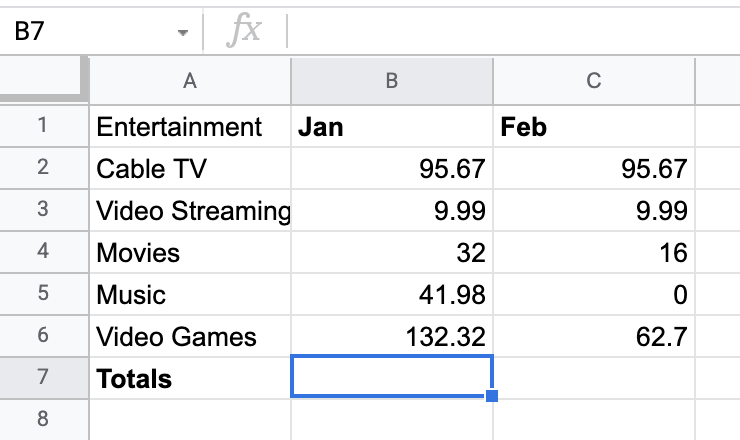 B7 fx
A B C
1 Entertainment Jan Feb
2 Cable TV 95.67 95.67
3 Video Streaming 9.99 9.99
4 Movies 32 16
5 Music 41.98 0
6 Video Games 132.32 62.7
7 Totals
8